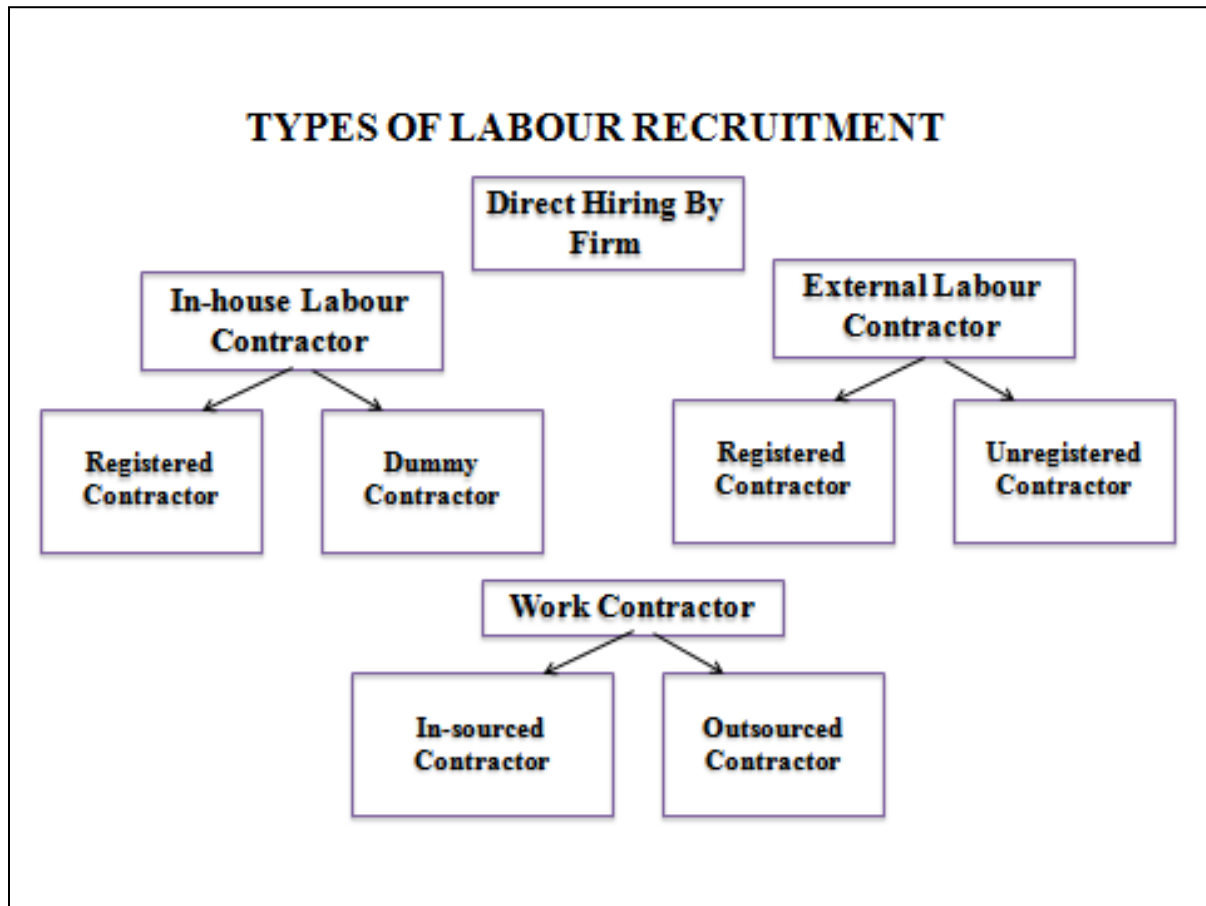 TYPES OF LABOUR RECRUITMENT
Direct Hiring By
Firm
In-house Labour
Contractor
External Labour
Contractor
Registered
Contractor
Dummy
Contractor
Registered
Contractor
Unregistered
Contractor
Work Contractor
In-sourced
Contractor
Outsourced
Contractor